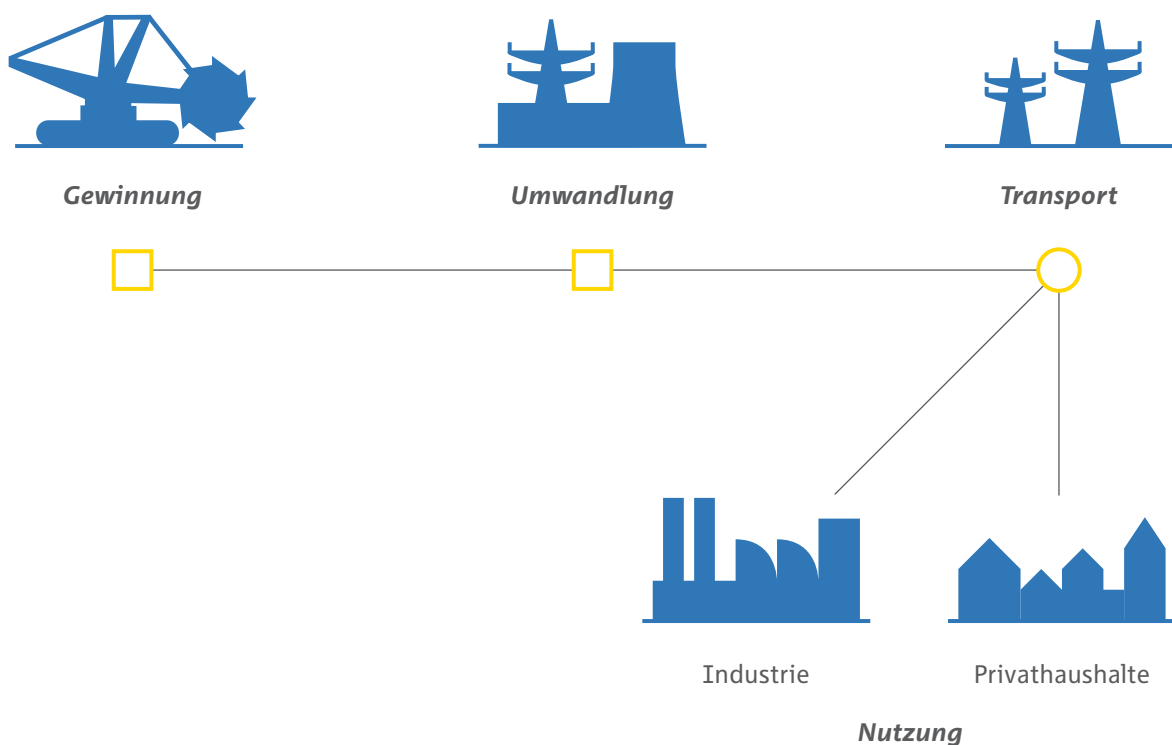 Gewinnung
Umwandlung
Transport
Industrie
Privathaushalte
Nutzung